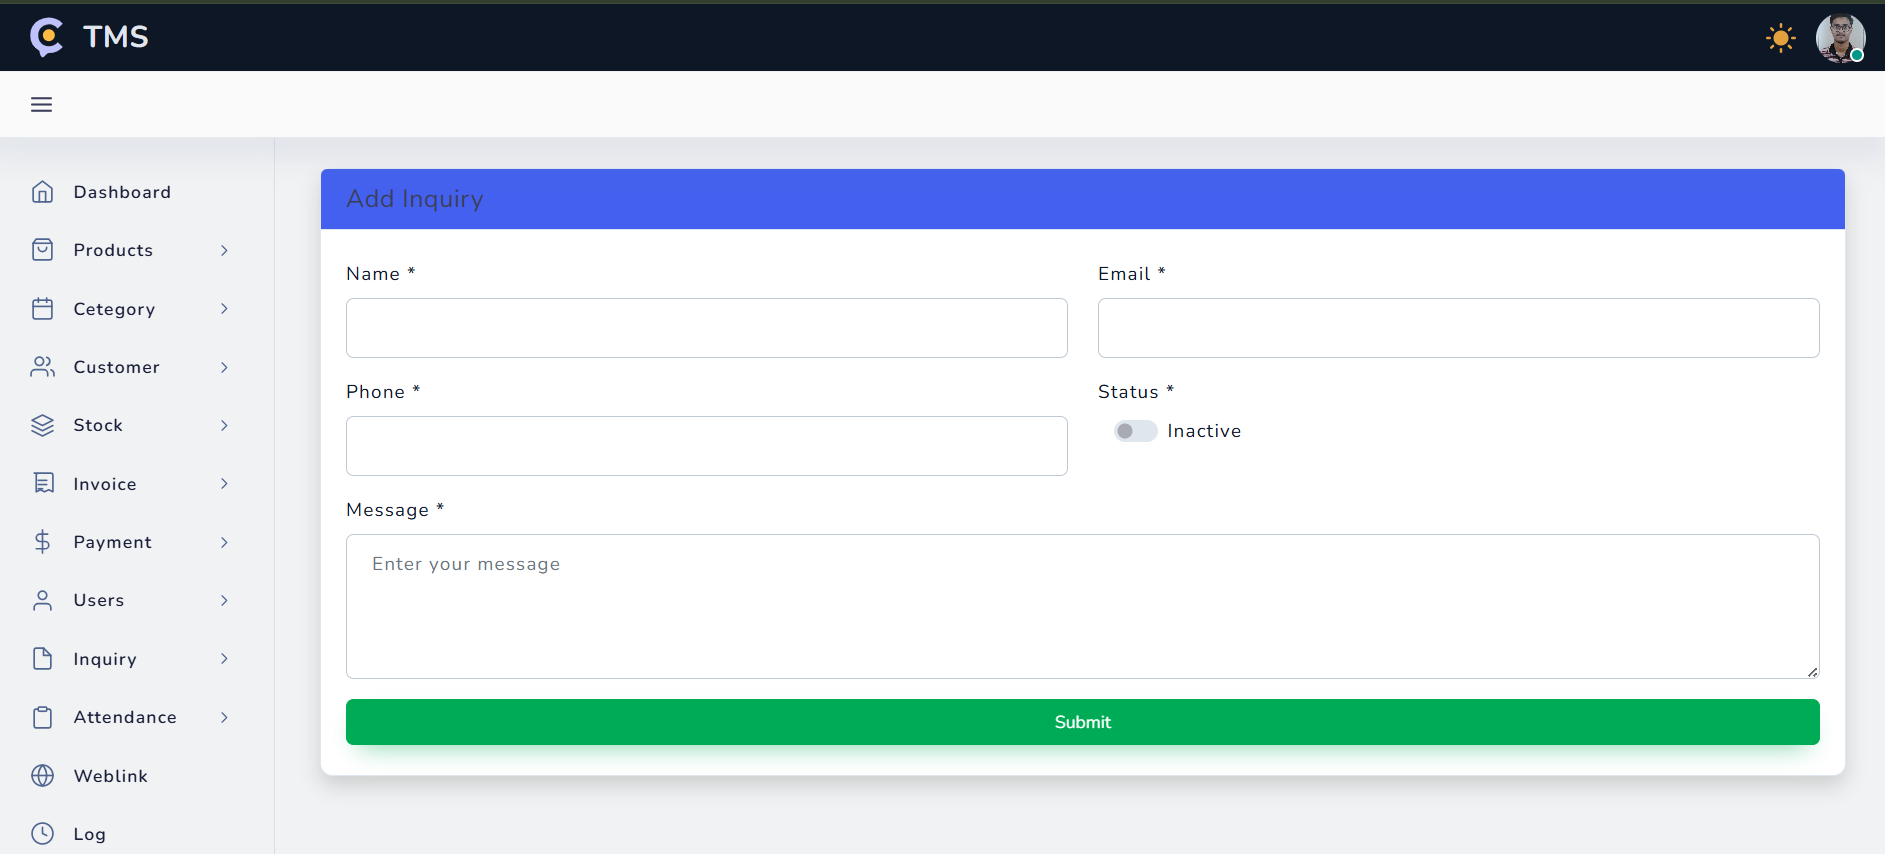 TMS
Dashboard
Products
Cetegory
Customer
Stock
Invoice
Payment
Users
Inquiry
Attendance
Weblink
Log
Add Inquiry
Name *
Email *
Phone *
Status *
Inactive
Message *
Enter your message
Submit